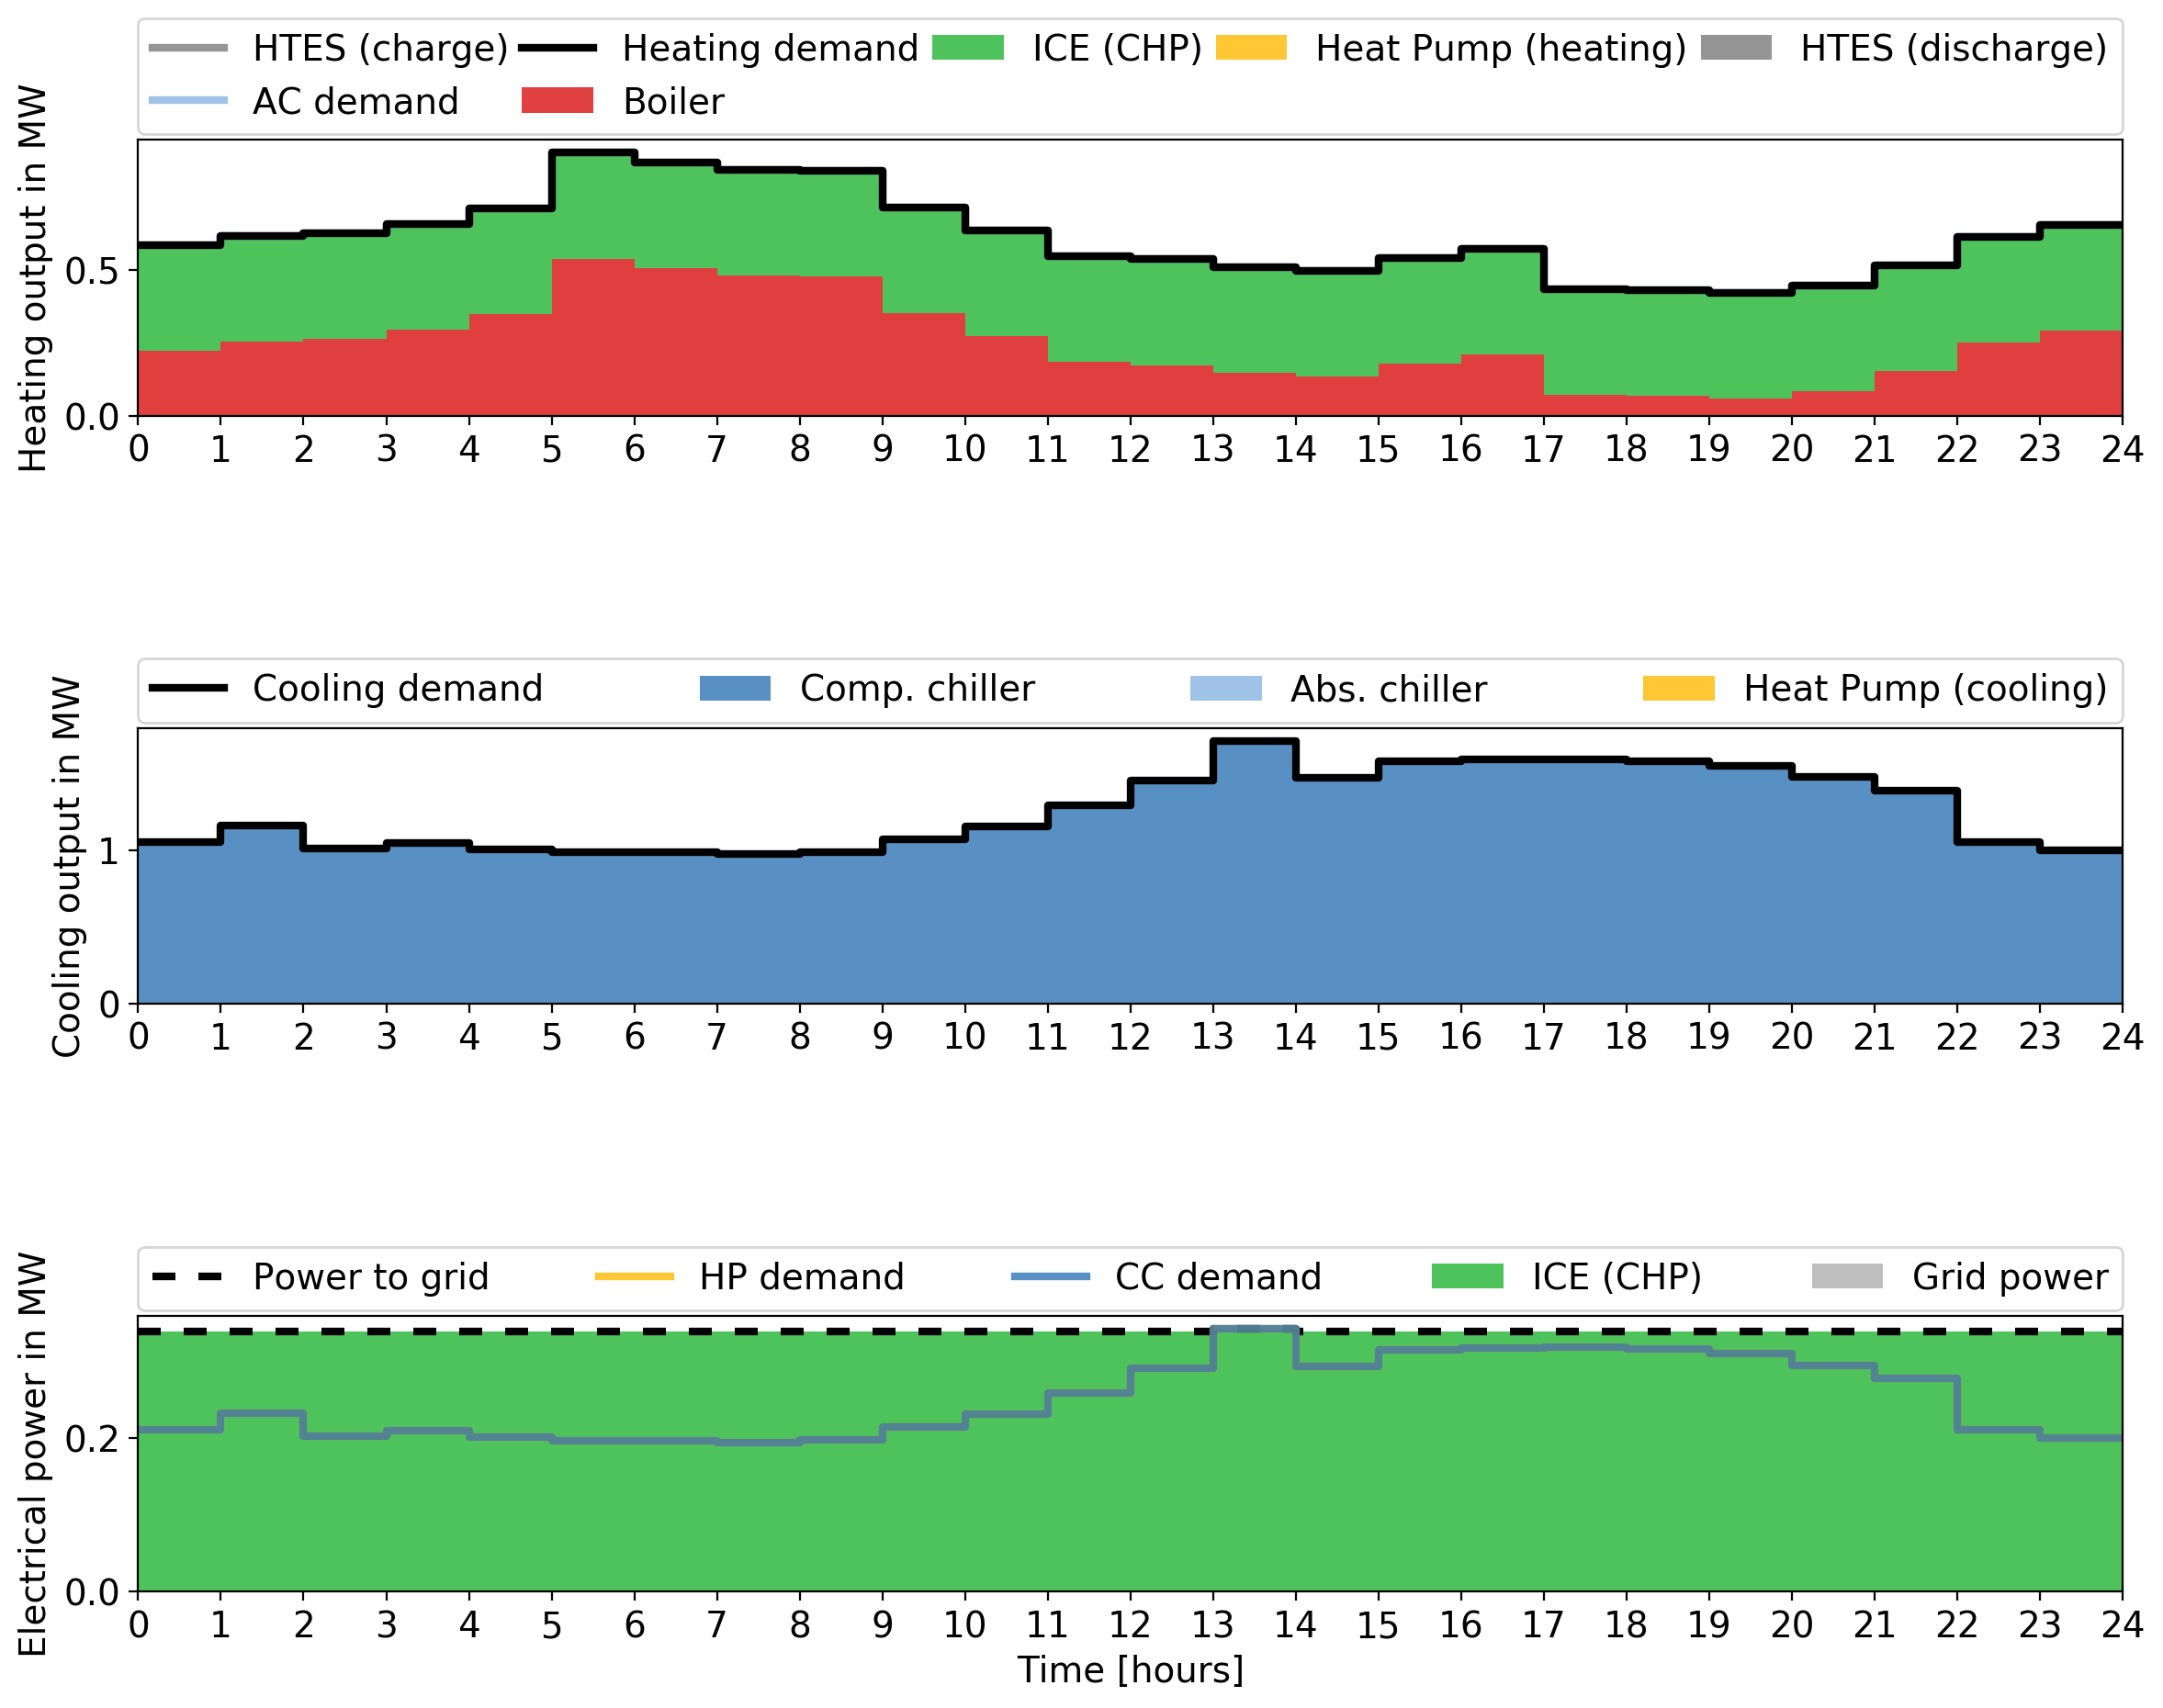 HTES (charge) Heating demand ICE (CHP) Heat Pump (heating) HTES (discharge)
AC demand Boiler
Heating output in MW
0.5
0.0
0 1 2 3 4 5 6 7 8 9 10 11 12 13 14 15 16 17 18 19 20 21 22 23 24
Cooling demand Comp. chiller Abs. chiller Heat Pump (cooling)
Cooling output in MW
1
0
0 1 2 3 4 5 6 7 8 9 10 11 12 13 14 15 16 17 18 19 20 21 22 23 24
Power to grid HP demand CC demand ICE (CHP) Grid power
Electrical power in MW
0.2
0.0
0 1 2 3 4 5 6 7 8 9 10 11 12 13 14 15 16 17 18 19 20 21 22 23 24
Time [hours]